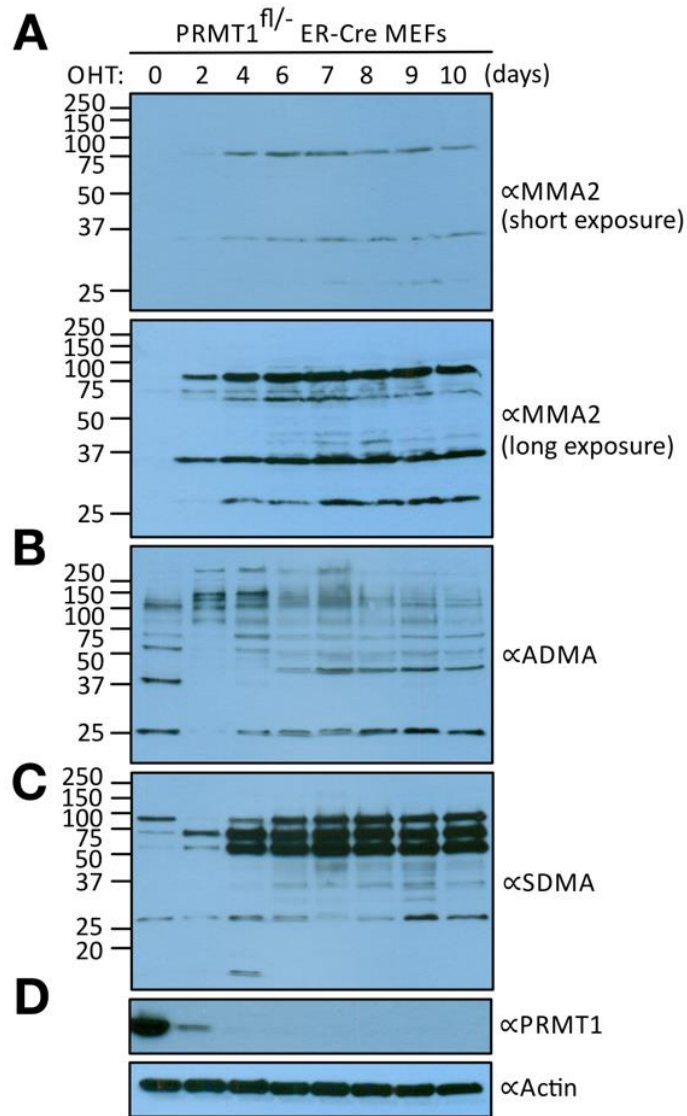 A
PRMT1fl/- ER-Cre MEFs
OHT: 0 2 4 6 7 8 9 10 (days)
250
150
100
75
50
37
25
∝MMA2
(short exposure)
250
150
100
75
50
37
25
∝MMA2
(long exposure)
B
250
150
100
75
50
37
25
∝ADMA
C
250
150
100
75
50
37
25
20
∝SDMA
D
∝PRMT1
∝Actin